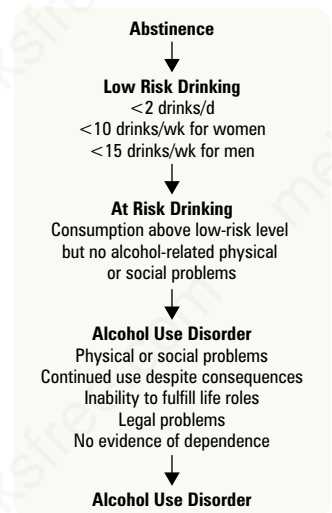 Abstinence
Low Risk Drinking
<2 drinks/d
<10 drinks/wk for women
<15 drinks/wk for men
At Risk Drinking
Consumption above low-risk level
but no alcohol-related physical
or social problems
Alcohol Use Disorder
Physical or social problems
Continued use despite consequences
Inability to fulfill life roles
Legal problems
No evidence of dependence
Alcohol Use Disorder